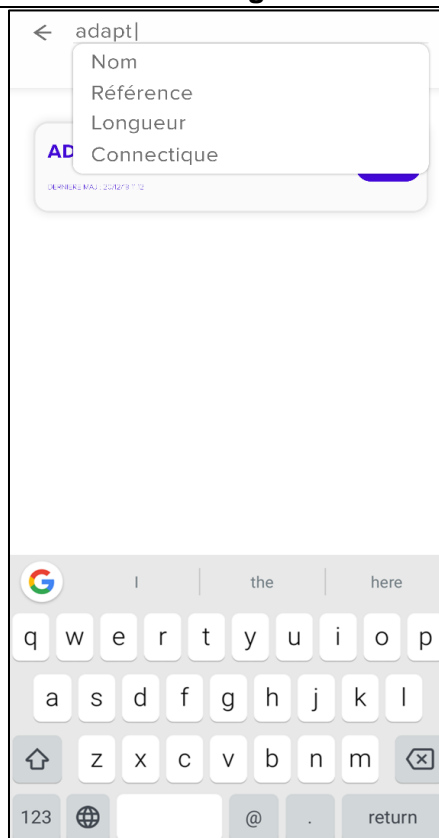 adapt
Nom
Référence
Longueur
Connectique
AD
I the here
q w e r t y u i o p
a s d f g h j k l
z x c v b n m
123 @ . return